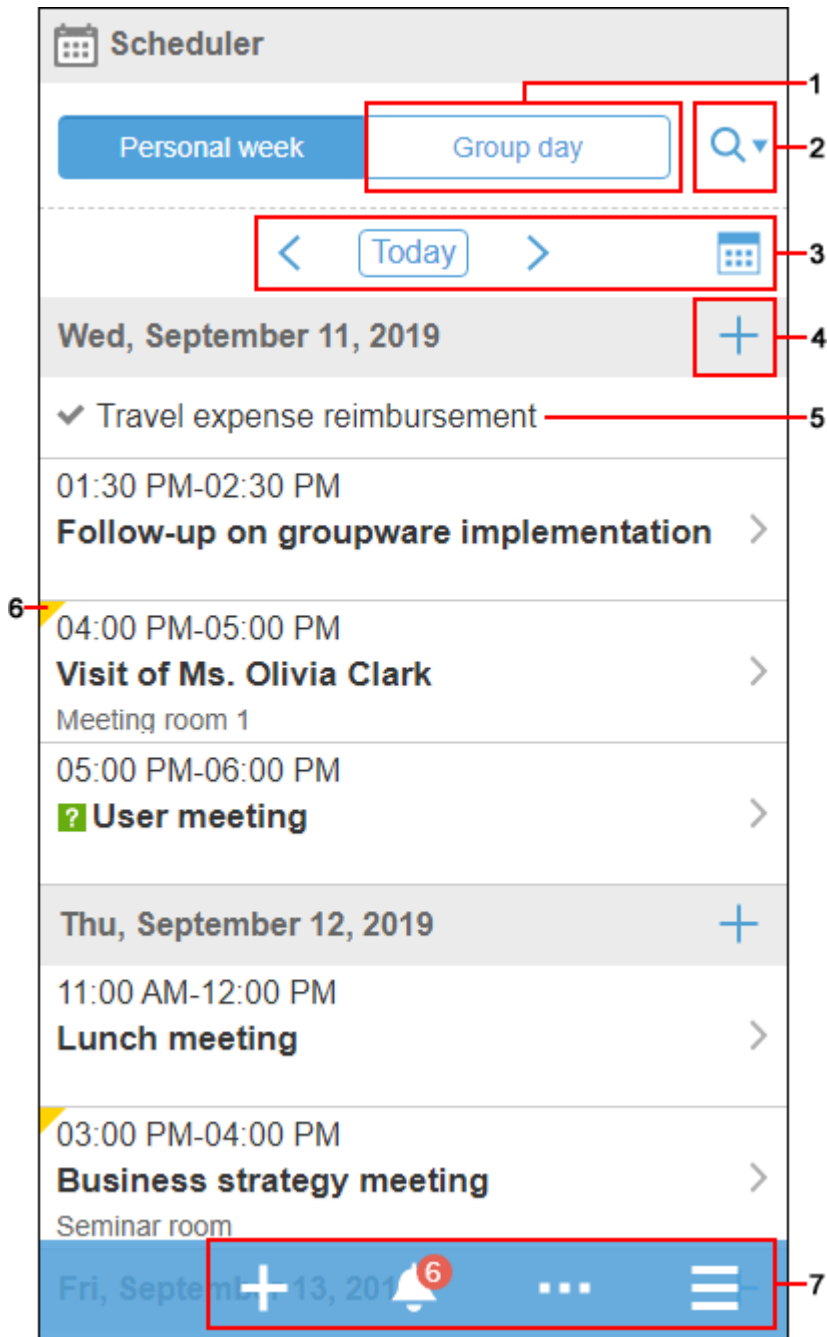 Scheduler
1
Personal week Group day
2
Today
3
Wed, September 11, 2019
4
Travel expense reimbursement
5
01:30 PM-02:30 PM
Follow-up on groupware implementation
6
04:00 PM-05:00 PM
Visit of Ms. Olivia Clark
Meeting room 1
05:00 PM-06:00 PM
? User meeting
Thu, September 12, 2019
11:00 AM-12:00 PM
Lunch meeting
03:00 PM-04:00 PM
Business strategy meeting
Seminar room
6
Fri, September 13, 201
7